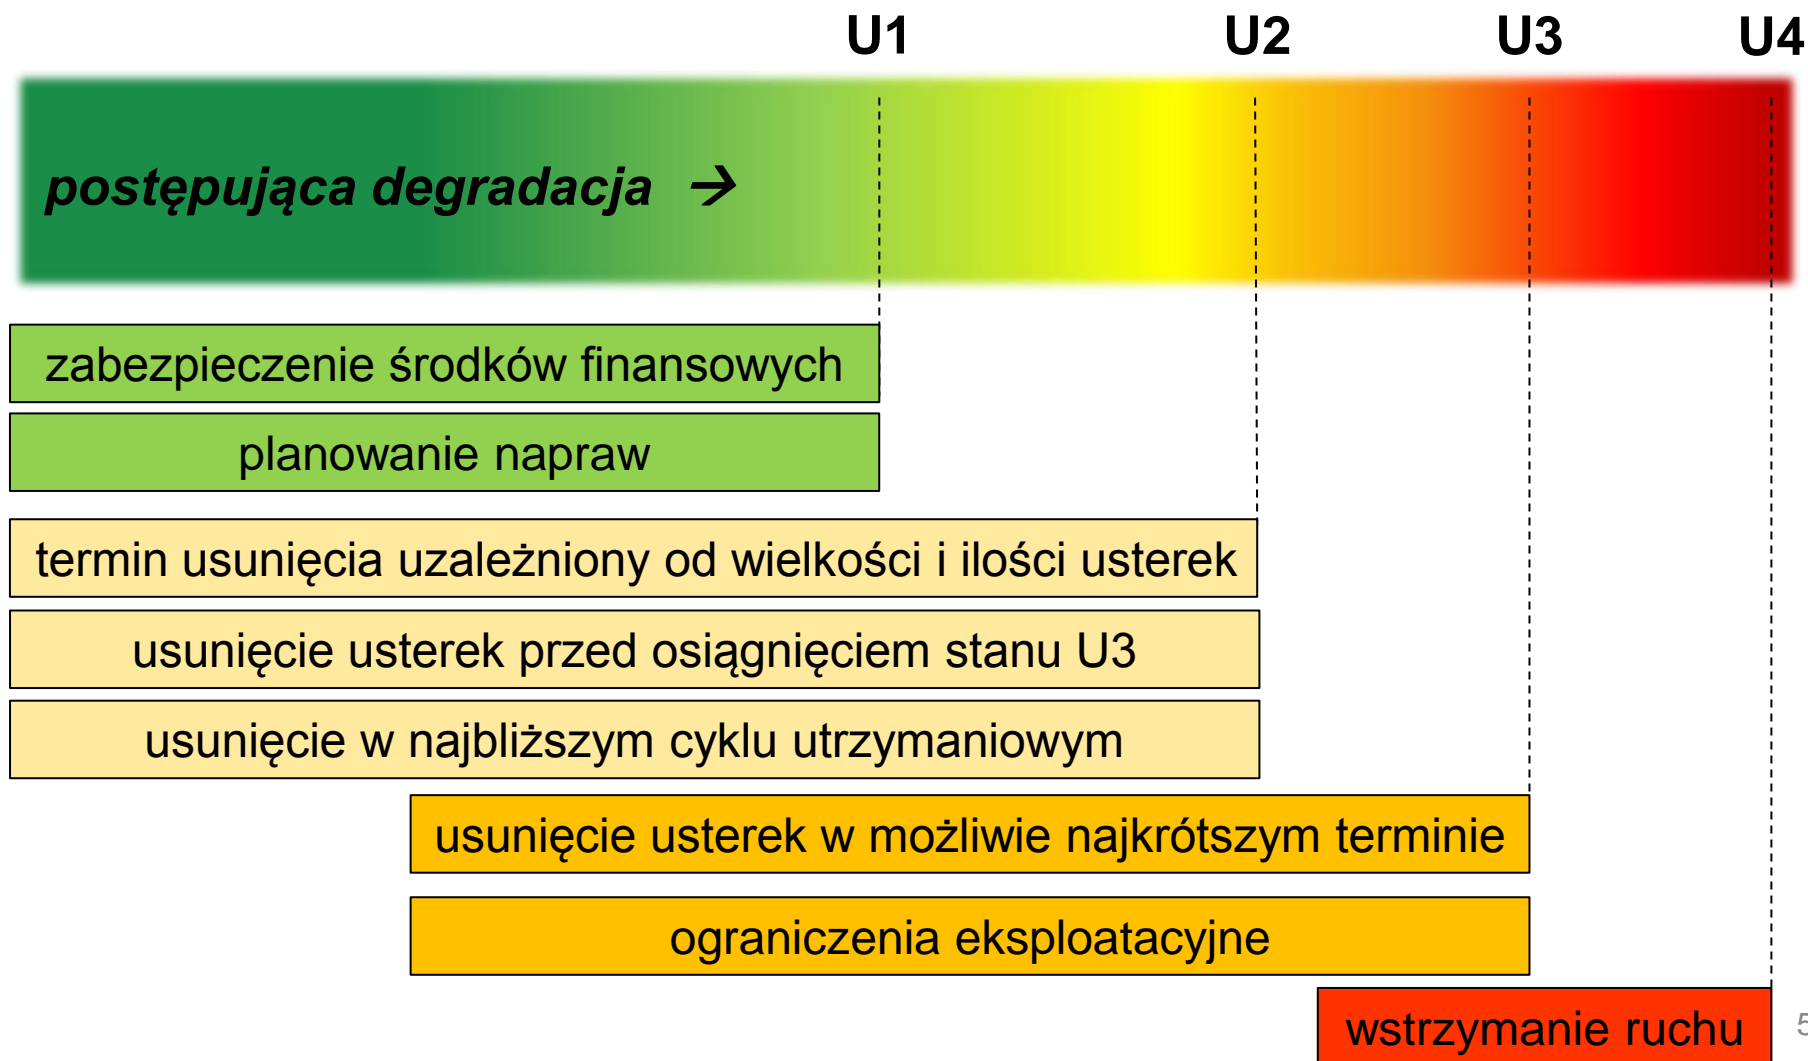 U1 U2 U3 U4
postępująca degradacja →
zabezpieczenie środków finansowych
planowanie napraw
termin usunięcia uzależniony od wielkości i ilości usterek
usunięcie usterek przed osiągnięciem stanu U3
usunięcie w najbliższym cyklu utrzymaniowym
usunięcie usterek w możliwie najkrótszym terminie
ograniczenia eksploatacyjne
wstrzymanie ruchu
5